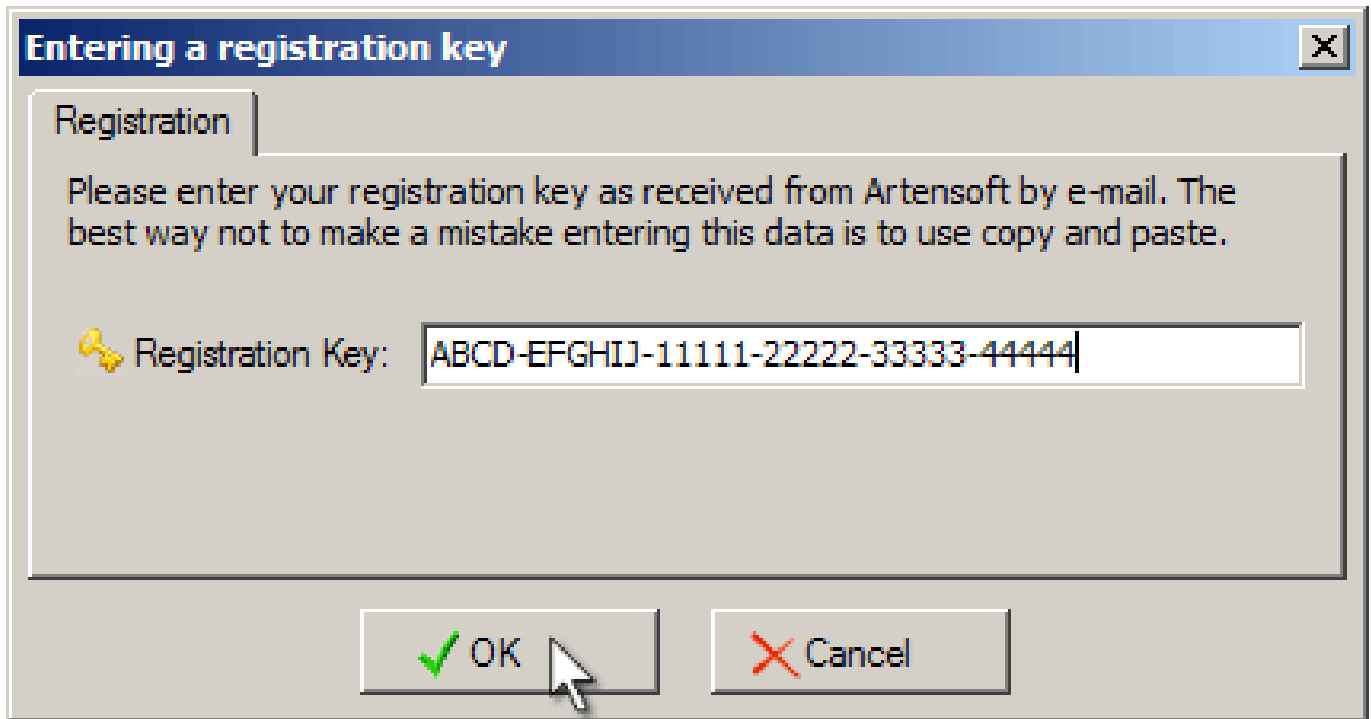 Entering a registration key
Registration
Please enter your registration key as received from Artensoft by e-mail. The
best way not to make a mistake entering this data is to use copy and paste.
Registration Key: ABCD-EFGHIJ-11111-22222-33333-44444
OK Cancel